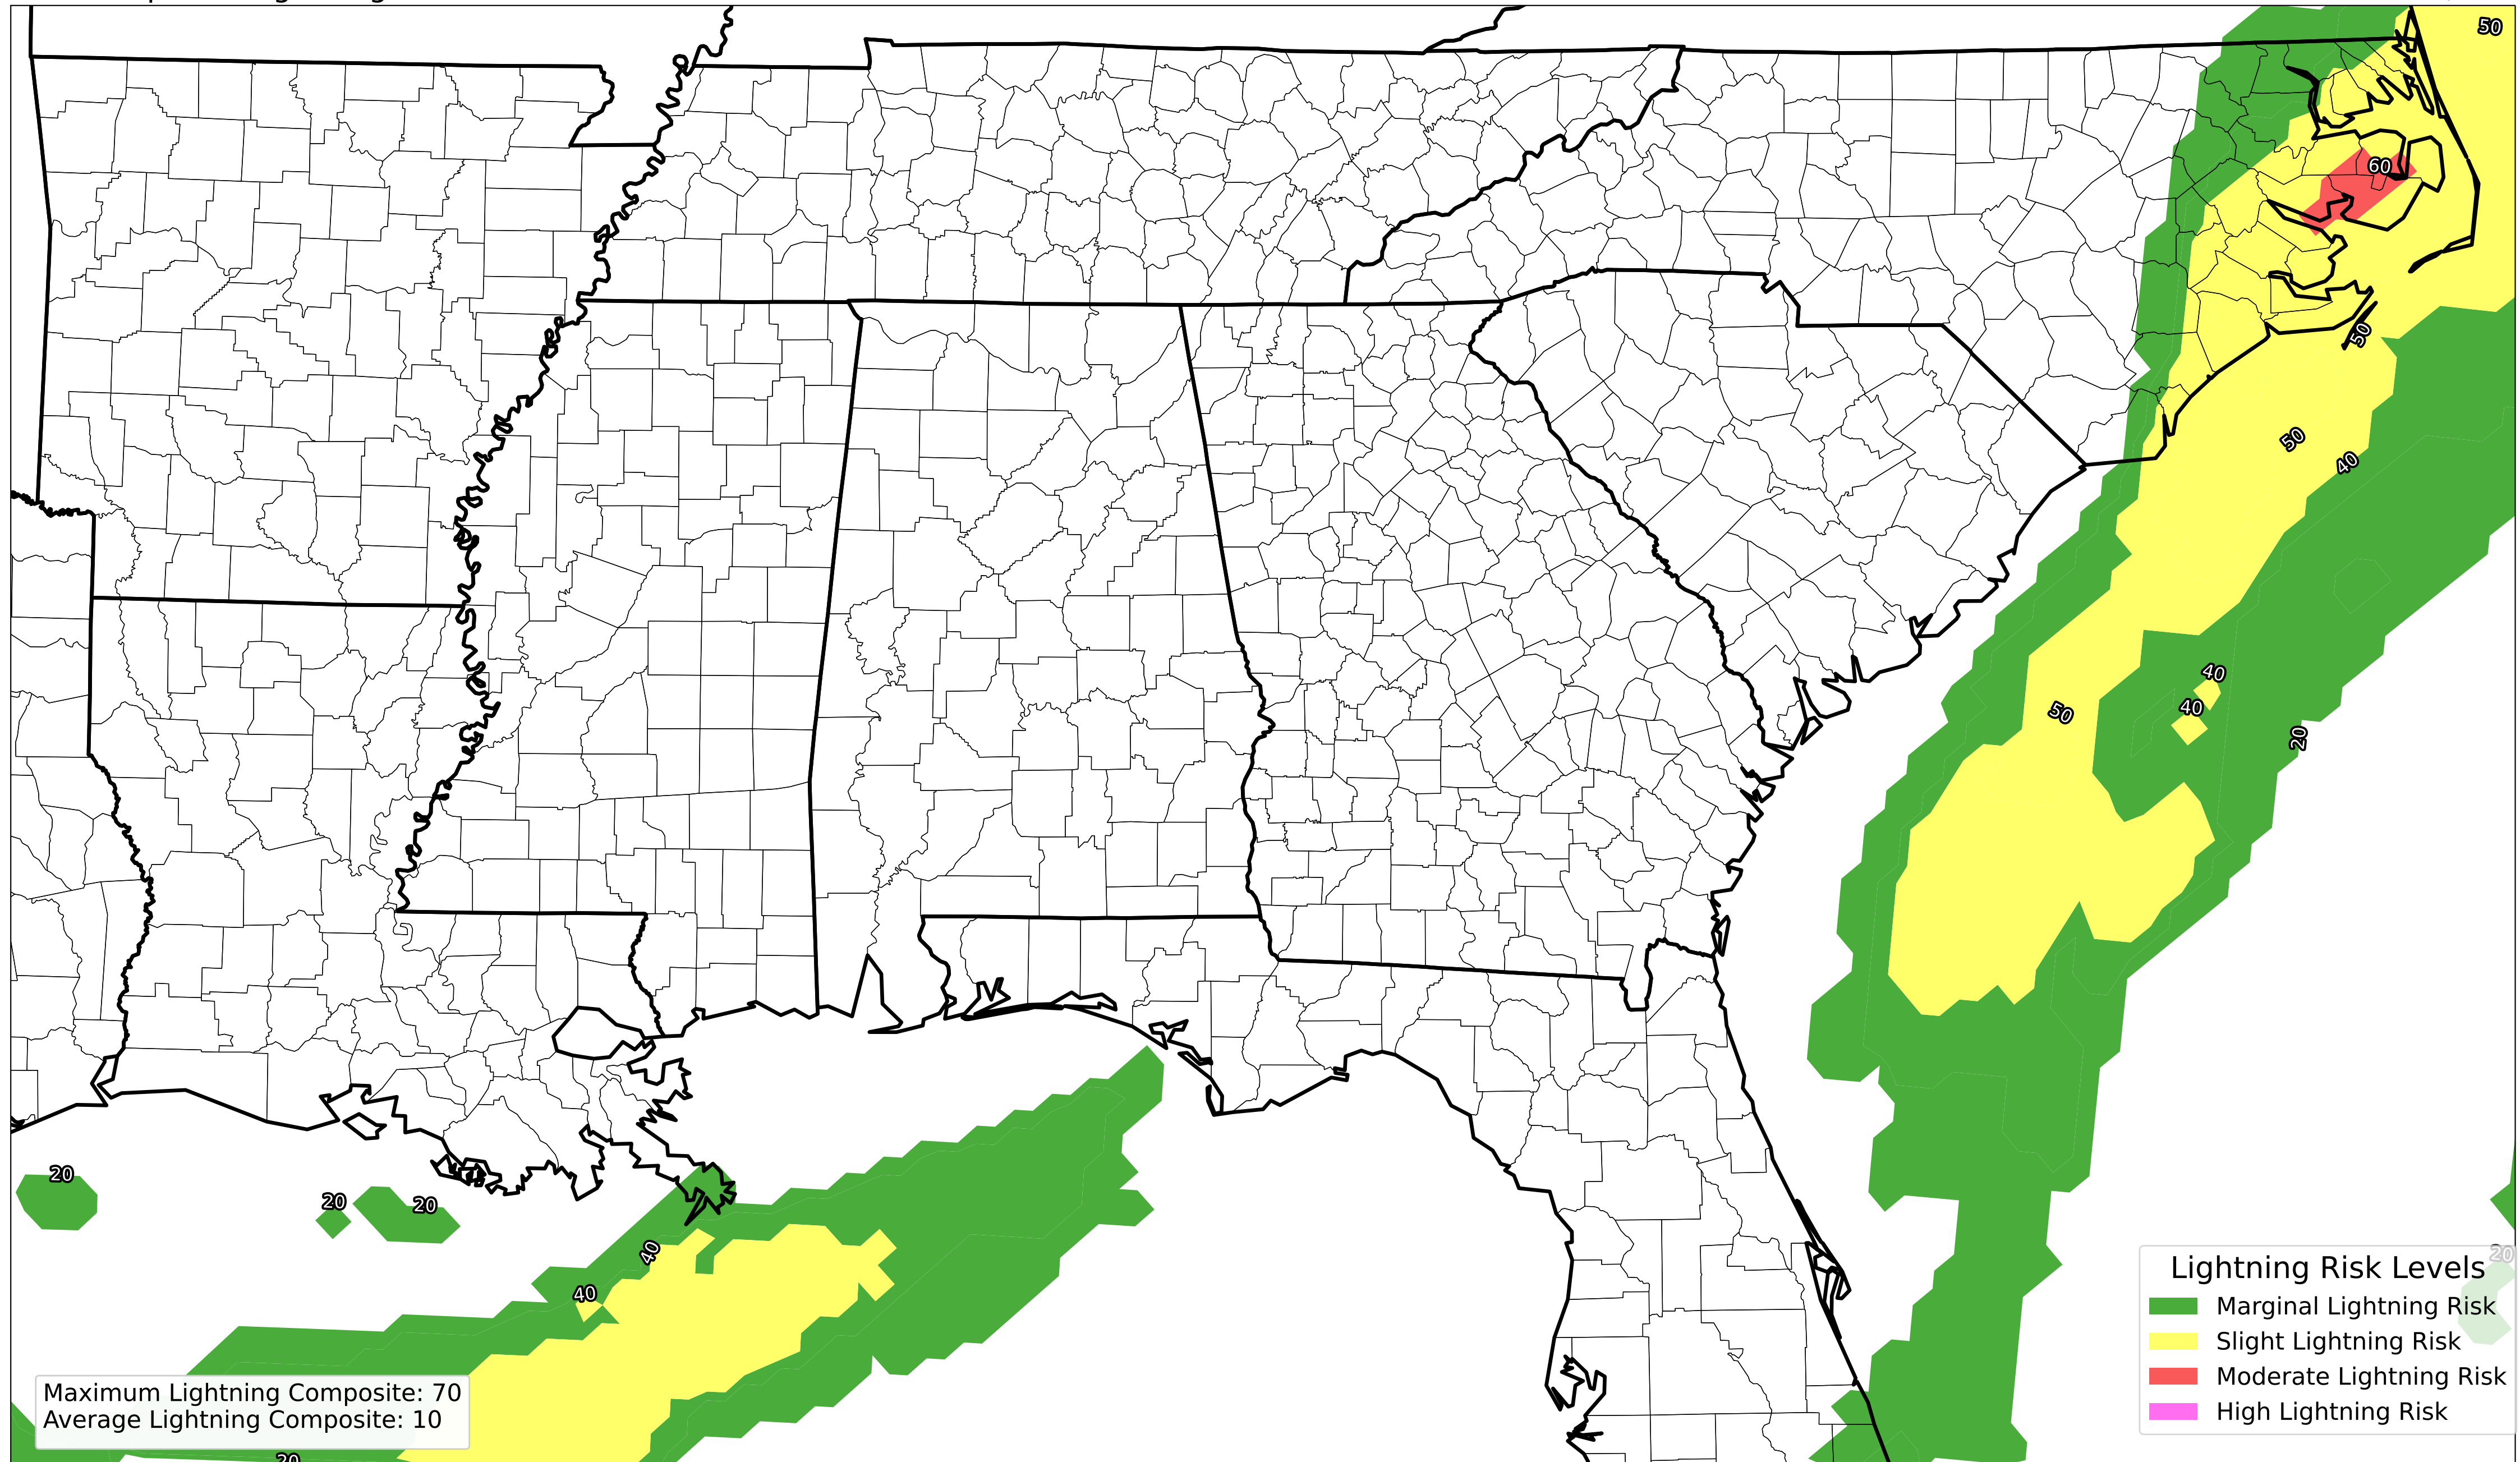 50
60
50
50
40
40
40
50
20
20
20
20
40
20
40
Lightning Risk Levels
Marginal Lightning Risk
Slight Lightning Risk
Moderate Lightning Risk
High Lightning Risk
Maximum Lightning Composite: 70
Average Lightning Composite: 10
20